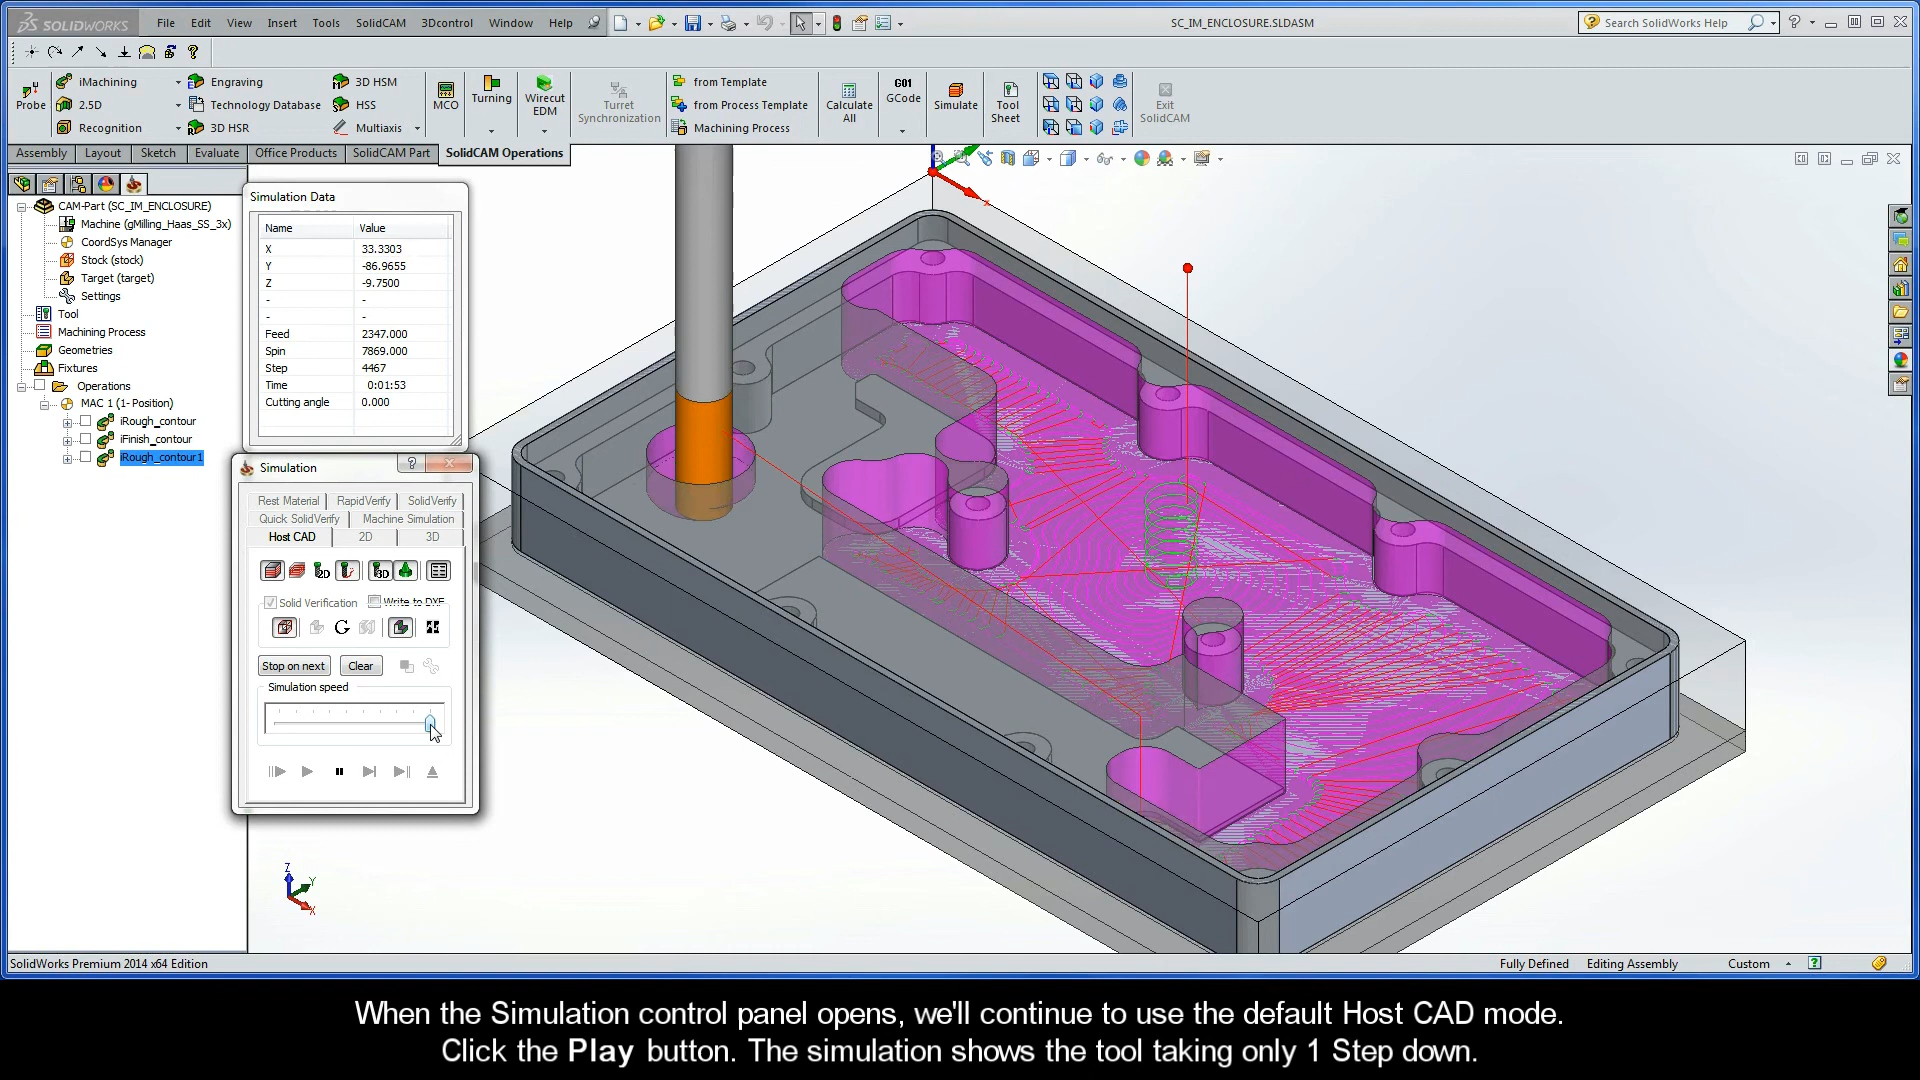 SOLIDWORKS File Edit View Insert Tools SolidCAM 3Dcontrol Window Help SC_IM_ENCLOSURE.SLDASM Search SolidWorks Help
Probe
iMachining
2.5D
Recognition
Engraving
Technology Database
3D HSR
3D HSM
HSS
Multiaxis
MCO
Turning
Wirecut
EDM
Turret
Synchronization
from Template
from Process Template
Machining Process
Calculate
All
G01
GCode
Simulate
Tool
Sheet
Exit
SolidCAM
Assembly Layout Sketch Evaluate Office Products SolidCAM Part SolidCAM Operations
CAM-Part (SC_IM_ENCLOSURE)
Machine (gMilling_Haas_SS_3x)
CoordSys Manager
Stock (stock)
Target (target)
Settings
Tool
Machining Process
Geometries
Fixtures
Operations
MAC 1 (1- Position)
iRough_contour
iFinish_contour
iRough_contour1
Simulation Data
Name Value
X 33.3303
Y -86.9655
Z -9.7500
- -
- -
Feed 2347.000
Spin 7869.000
Step 4467
Time 0:01:53
Cutting angle 0.000
Simulation
Rest Material RapidVerify SolidVerify
Quick SolidVerify Machine Simulation
Host CAD 2D 3D
2D 3D
Solid Verification Write to DXF
Stop on next Clear
Simulation speed
Z
Y
X
SolidWorks Premium 2014 x64 Edition Fully Defined Editing Assembly Custom
When the Simulation control panel opens, we'll continue to use the default Host CAD mode.
Click the Play button. The simulation shows the tool taking only 1 Step down.